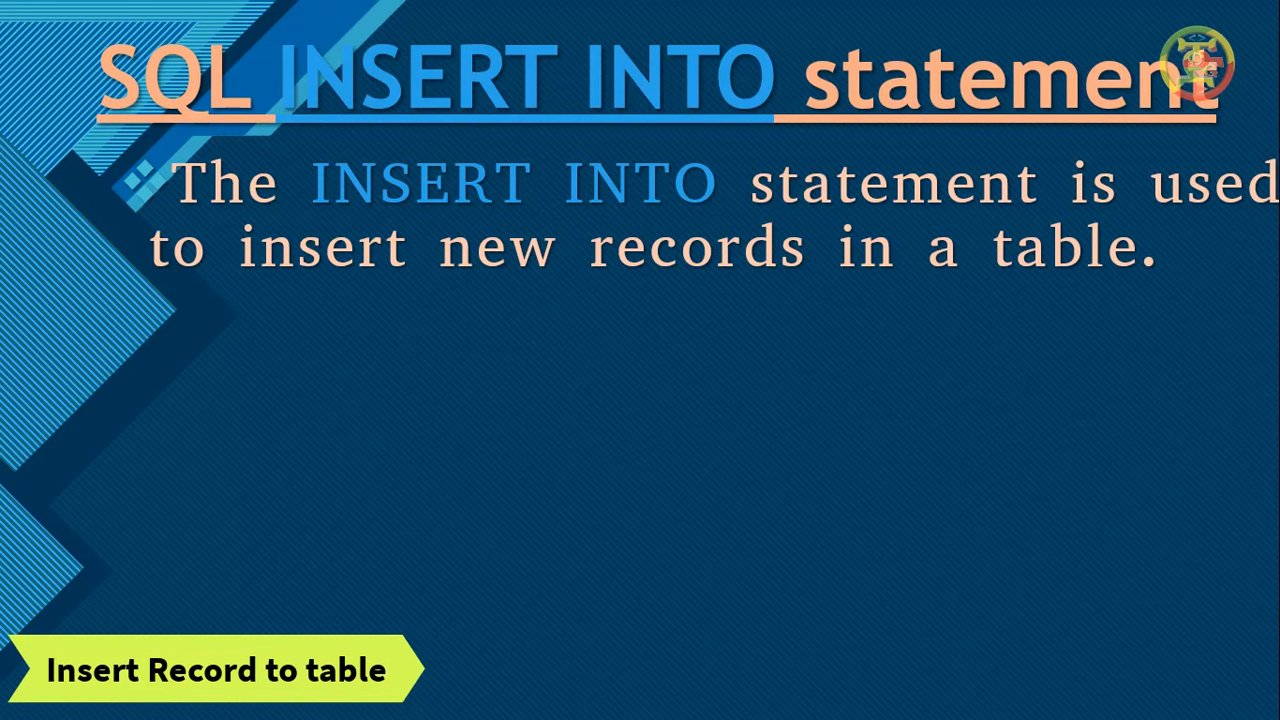 SQL INSERT INTO statement
The INSERT INTO statement is used
to insert new records in a table.
Insert Record to table